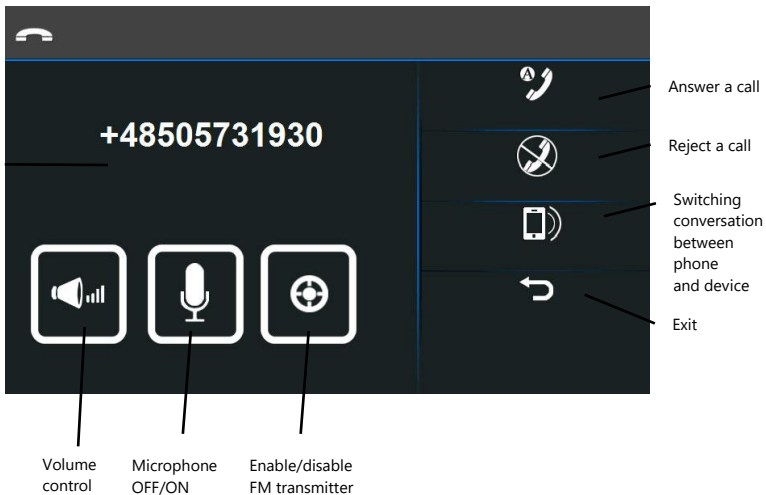 A
Answer a call
+48505731930
Reject a call
Switching
conversation
between
phone
and device
Exit
Volume
control
Microphone
OFF/ON
Enable/disable
FM transmitter